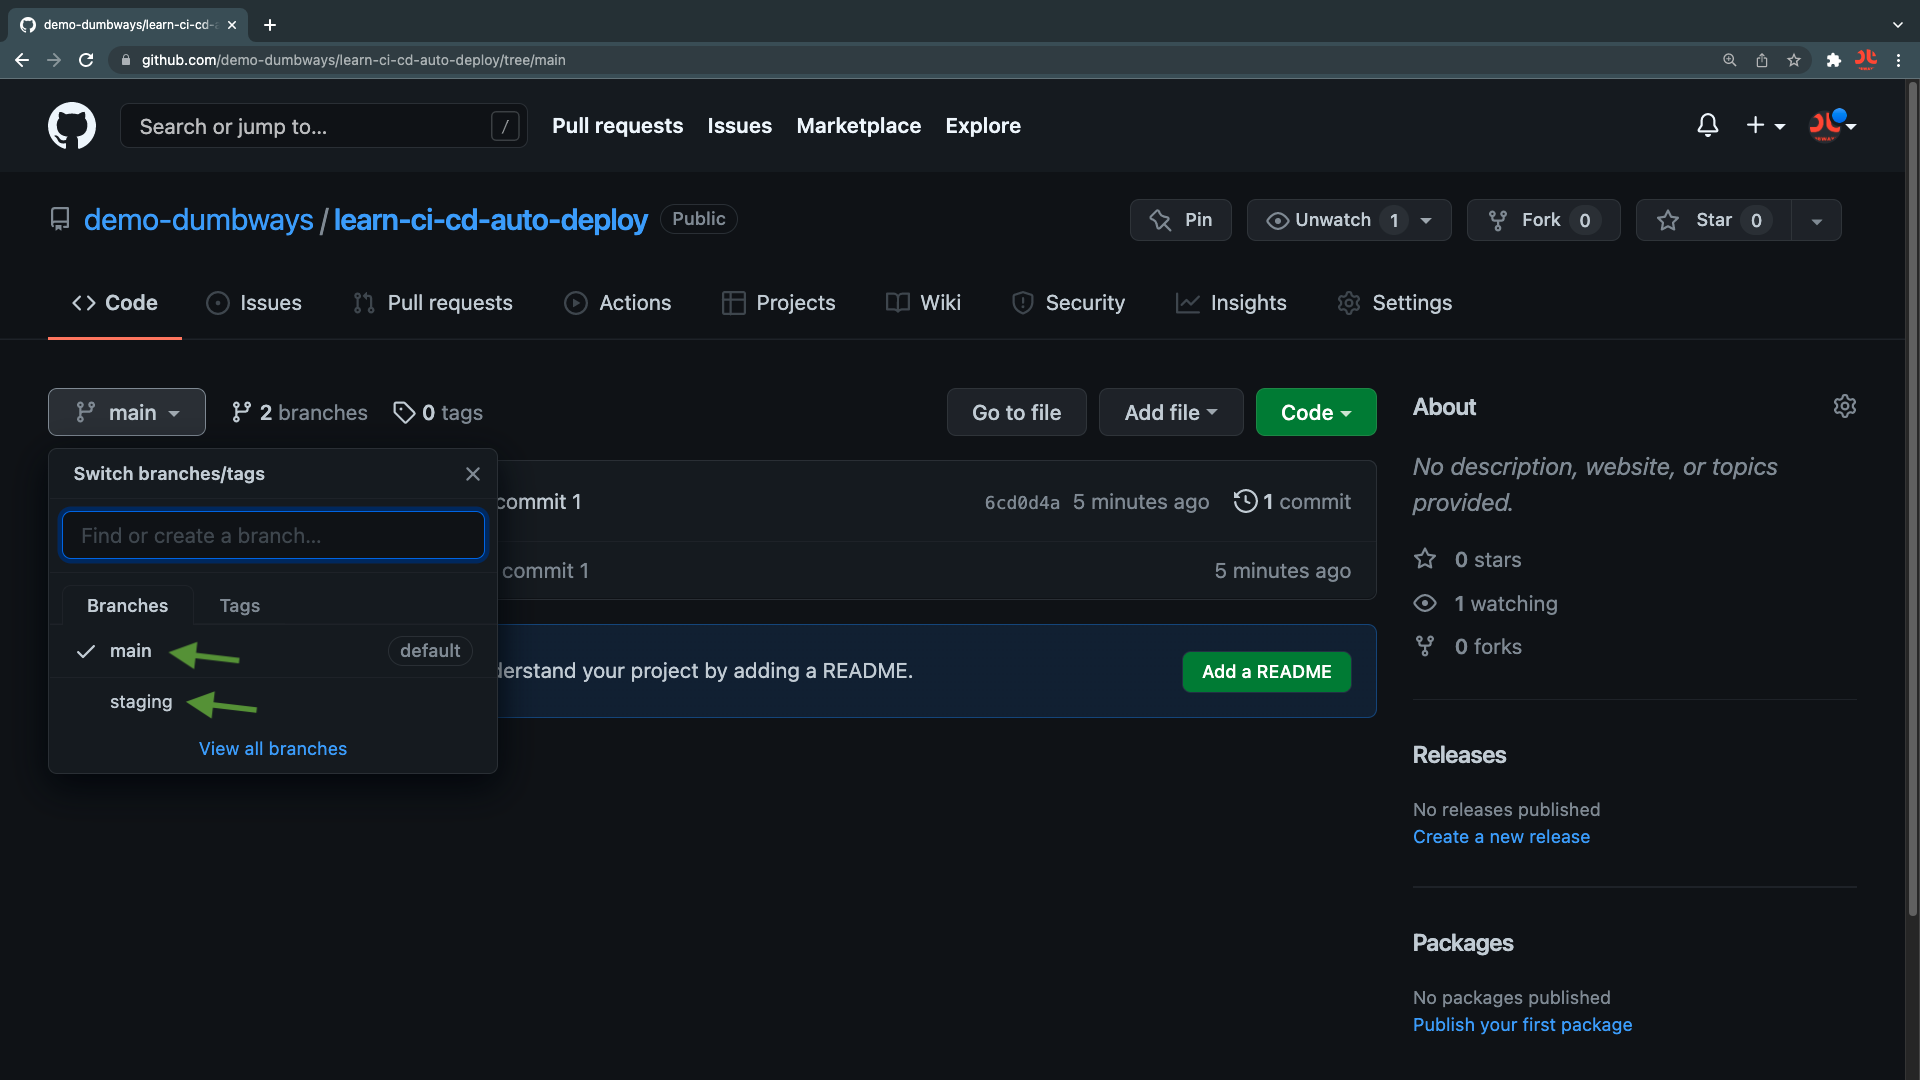 demo-dumbways/learn-ci-cd-
github.com/demo-dumbways/learn-ci-cd-auto-deploy/tree/main
Search or jump to... /
Pull requests Issues Marketplace Explore
demo-dumbways / learn-ci-cd-auto-deploy Public
Pin Unwatch 1 Fork 0 Star 0
Code Issues Pull requests Actions Projects Wiki Security Insights Settings
main 2 branches 0 tags
Go to file Add file Code
Switch branches/tags
Find or create a branch...
Branches Tags
main default
staging
View all branches
commit 1 6cd0d4a 5 minutes ago 1 commit
commit 1 5 minutes ago
derstand your project by adding a README. Add a README
About
No description, website, or topics
provided.
0 stars
1 watching
0 forks
Releases
No releases published
Create a new release
Packages
No packages published
Publish your first package